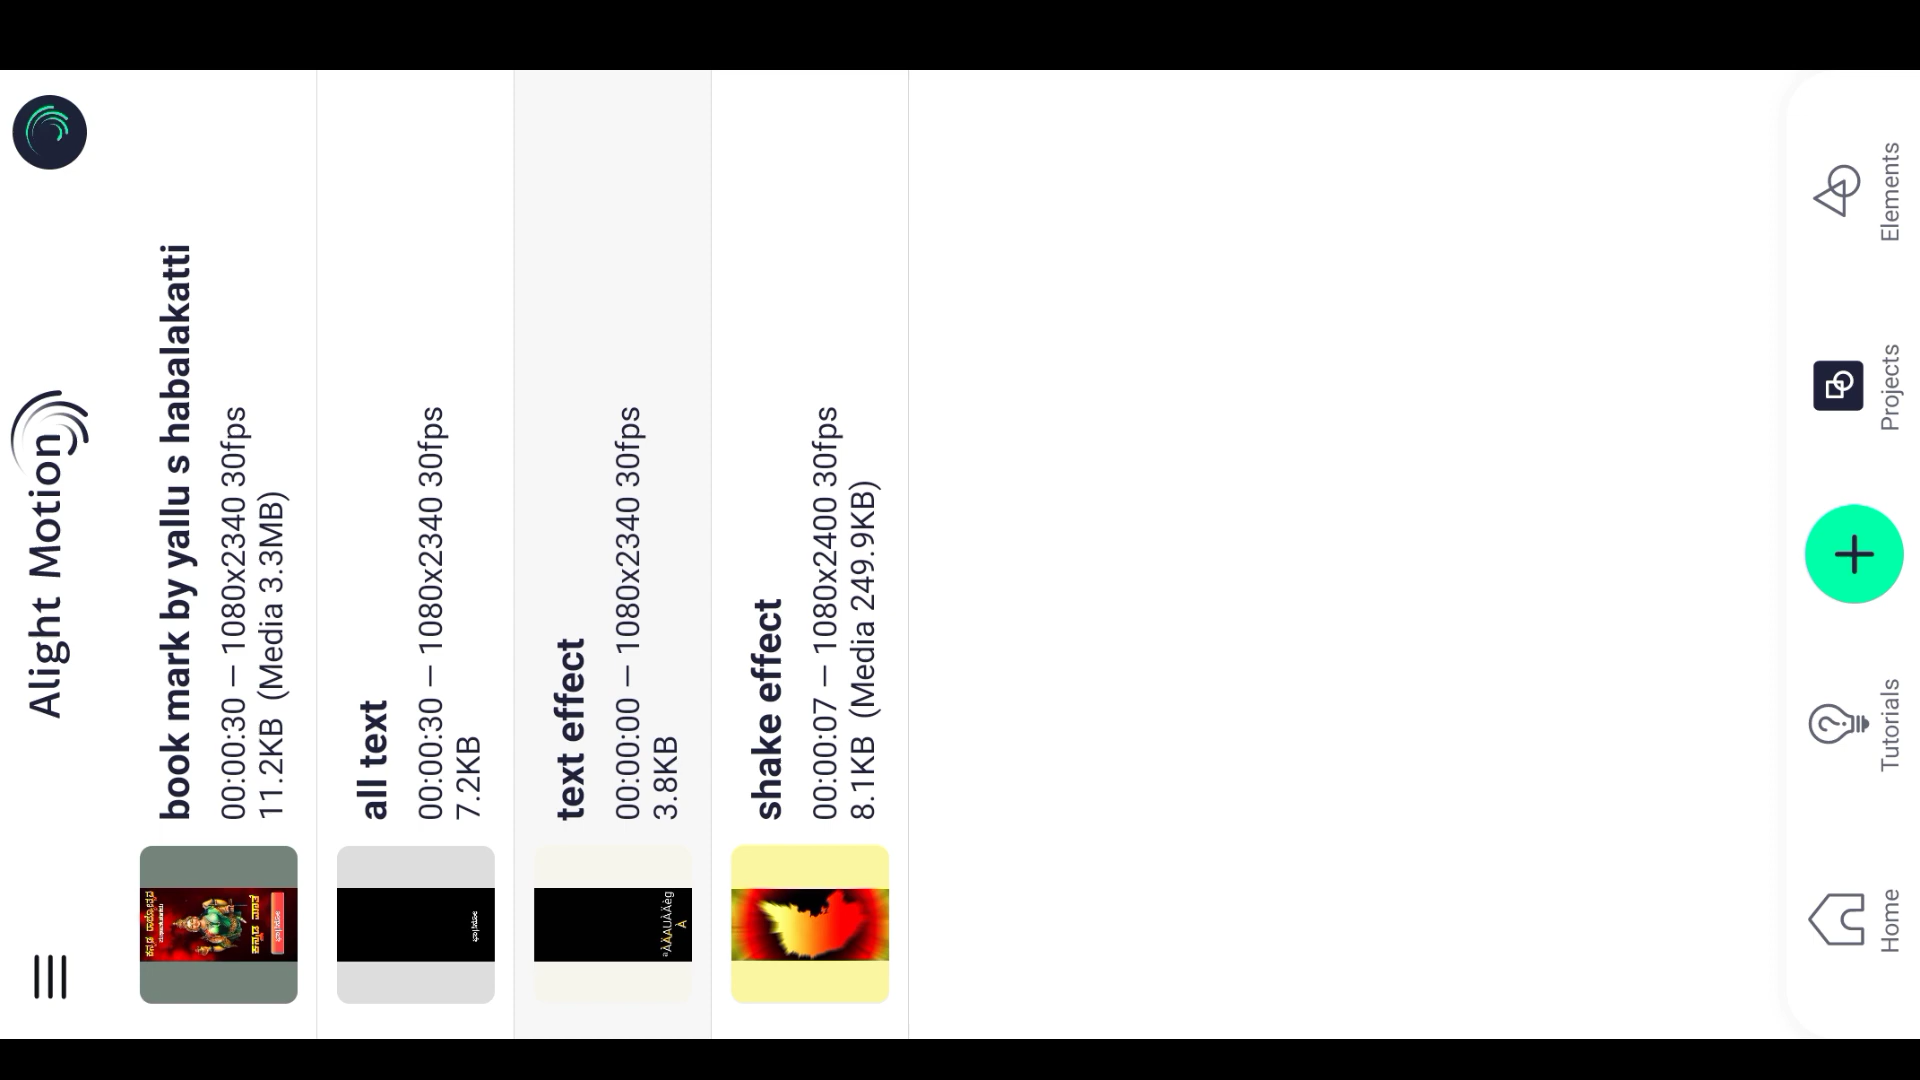 Alight Motion
book mark by yallu s habalakatti
00:00:30 — 1080x2340 30fps
11.2KB (Media 3.3MB)
all text
00:00:30 — 1080x2340 30fps
7.2KB
text effect
00:00:00 — 1080x2340 30fps
3.8KB
shake effect
00:00:07 — 1080x2400 30fps
8.1KB (Media 249.9KB)
Home
Tutorials
Projects
Elements